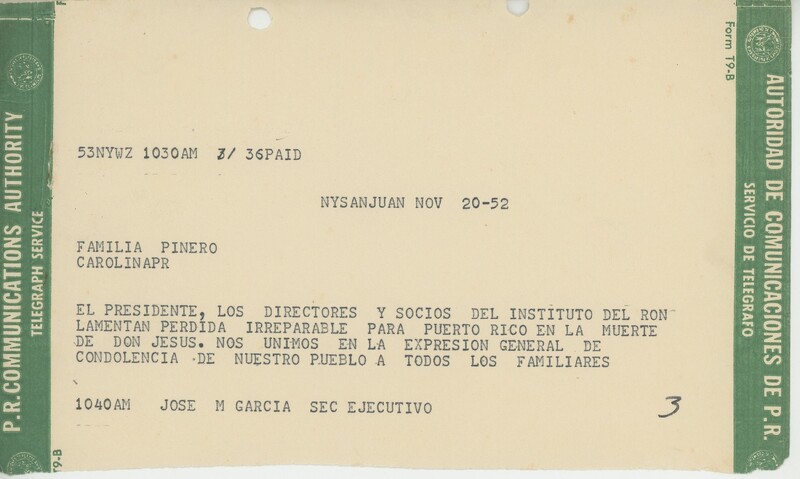 P.R. COMMUNICATIONS AUTHORITY
TELEGRAPH SERVICE
T9-B
Form T9-B
AUTORIDAD DE COMUNICACIONES DE P.R.
SERVICIO DE TELEGRAFO
53NYWZ 1030AM 3/ 36PAID
NYSANJUAN NOV 20-52
FAMILIA PINERO
CAROLINAPR
EL PRESIDENTE, LOS DIRECTORES Y SOCIOS DEL INSTITUTO DEL RON
LAMENTAN PERDIDA IRREPARABLE PARA PUERTO RICO EN LA MUERTE
DE DON JESUS. NOS UNIMOS EN LA EXPRESION GENERAL DE
CONDOLENCIA DE NUESTRO PUEBLO A TODOS LOS FAMILIARES
1040AM JOSE M GARCIA SEC EJECUTIVO
3